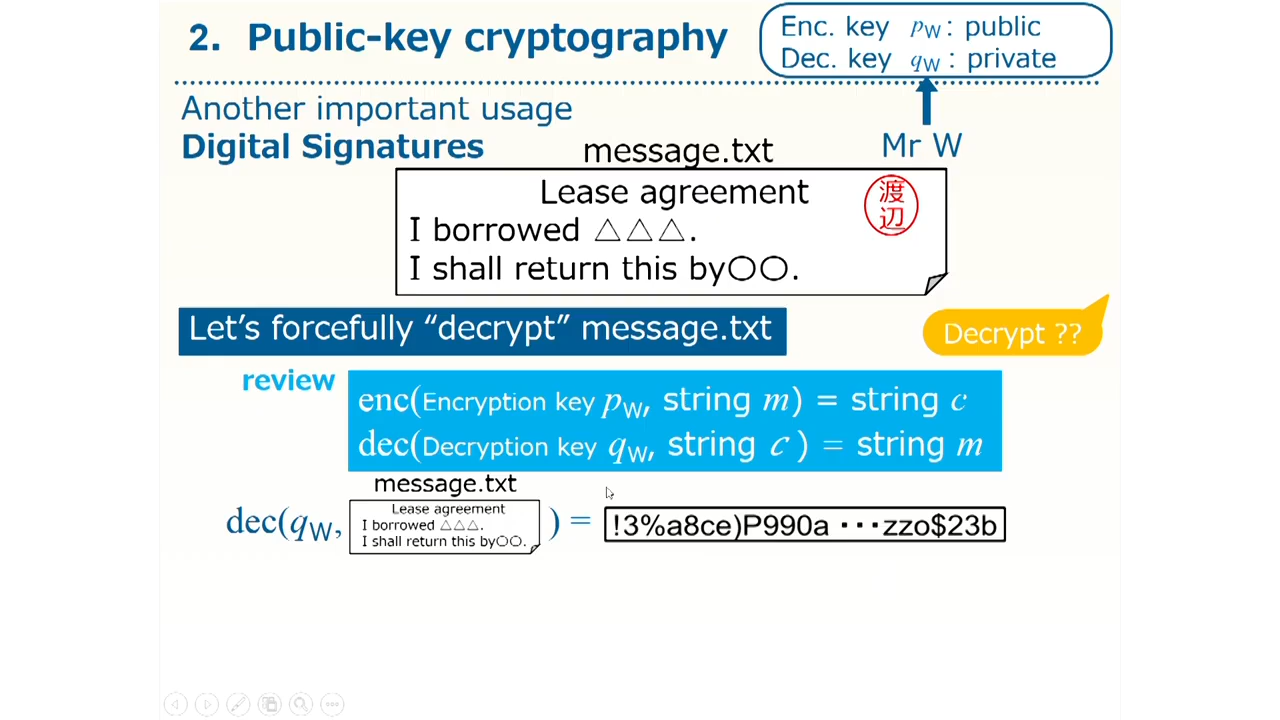 2. Public-key cryptography
Enc. key pW : public
Dec. key qW : private
Another important usage
Digital Signatures
message.txt
Mr W
Lease agreement
渡辺
I borrowed △△△.
I shall return this by○○.
Let's forcefully “decrypt” message.txt
Decrypt ??
review
enc(Encryption key pW, string m) = string c
dec(Decryption key qW, string c ) = string m
message.txt
Lease agreement
I borrowed △△△.
I shall return this by○○.
dec(qW, ) =
!3%a8ce)P990a ･･･zzo$23b